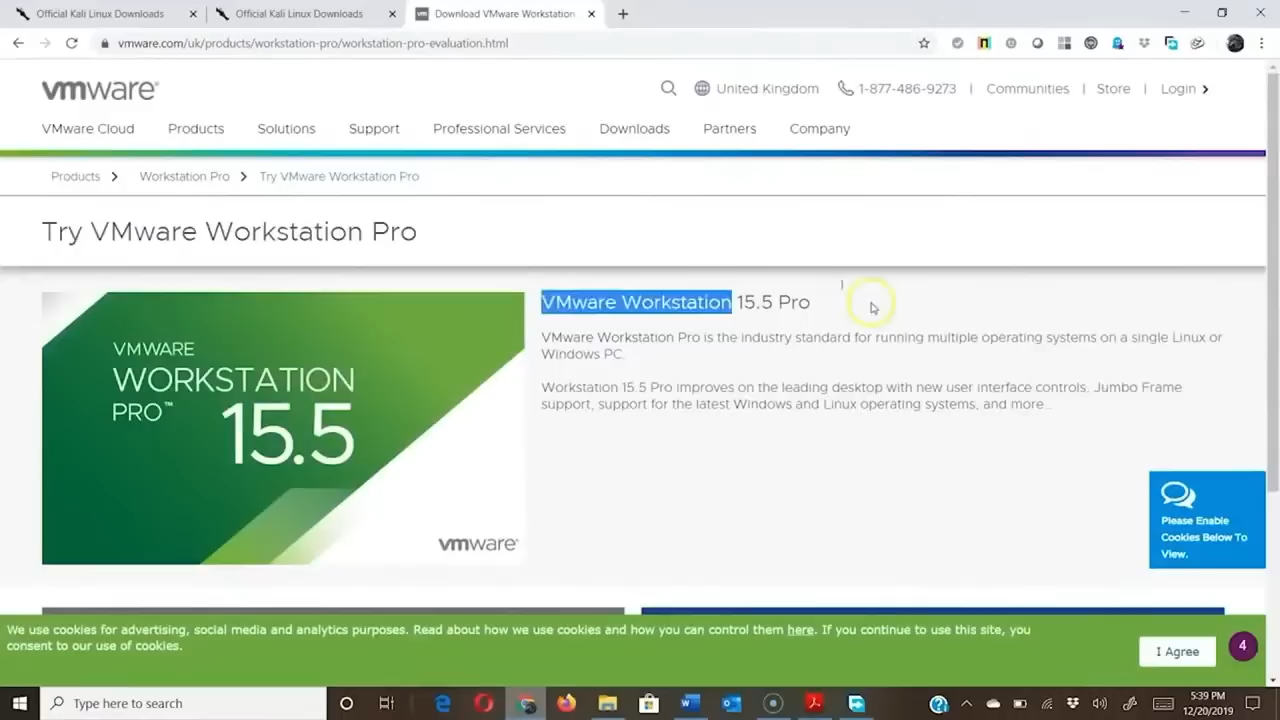 Official Kali Linux Downloads
Official Kali Linux Downloads
Download VMware Workstation
vmware.com/uk/products/workstation-pro/workstation-pro-evaluation.html
vmware
United Kingdom
1-877-486-9273 | Communities | Store | Login
VMware Cloud Products Solutions Support Professional Services Downloads Partners Company
Products Workstation Pro Try VMware Workstation Pro
Try VMware Workstation Pro
VMWARE
WORKSTATION
PRO™
15.5
vmware
VMware Workstation 15.5 Pro
VMware Workstation Pro is the industry standard for running multiple operating systems on a single Linux or
Windows PC.
Workstation 15.5 Pro improves on the leading desktop with new user interface controls, Jumbo Frame
support, support for the latest Windows and Linux operating systems, and more...
Please Enable
Cookies Below To
View.
We use cookies for advertising, social media and analytics purposes. Read about how we use cookies and how you can control them here. If you continue to use this site, you
consent to our use of cookies.
I Agree
4
Type here to search
5:39 PM
12/20/2019